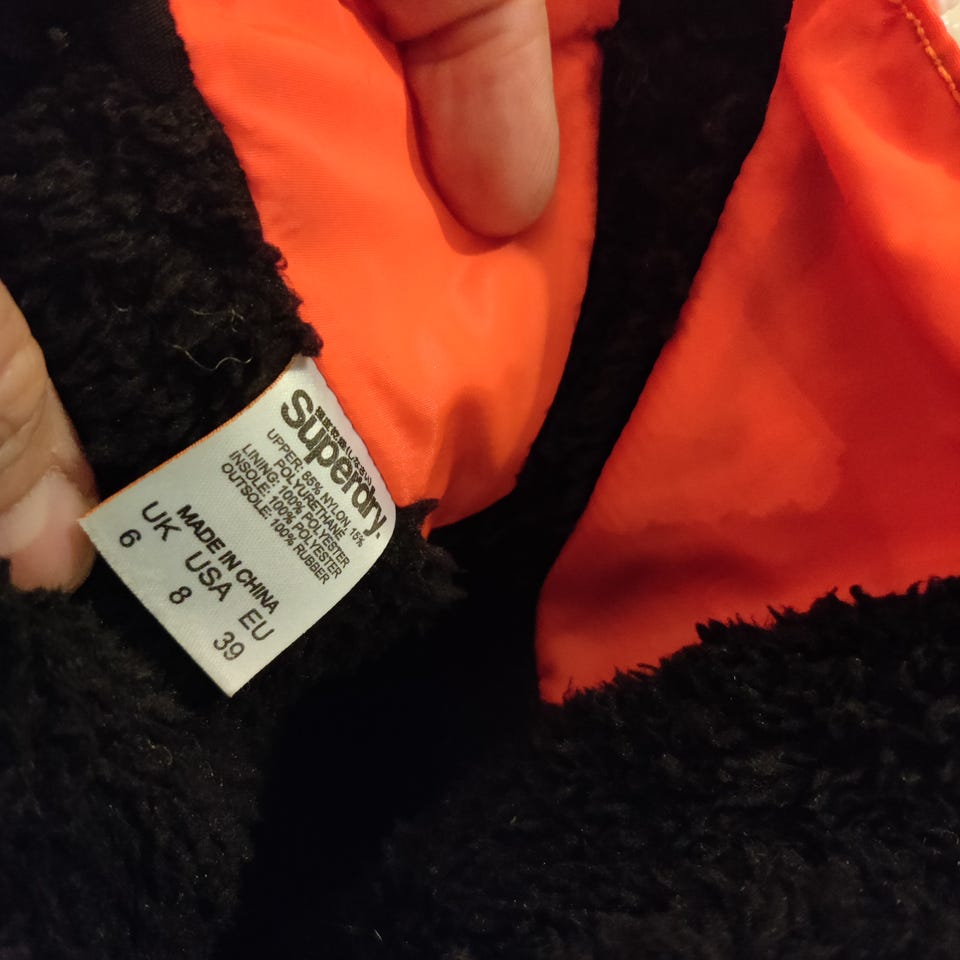 Superdry.
UPPER: 85% NYLON, 15%
POLYURETHANE
LINING: 100% POLYESTER
INSOLE: 100% POLYESTER
OUTSOLE: 100% RUBBER
MADE IN CHINA
UK USA EU
6 8 39